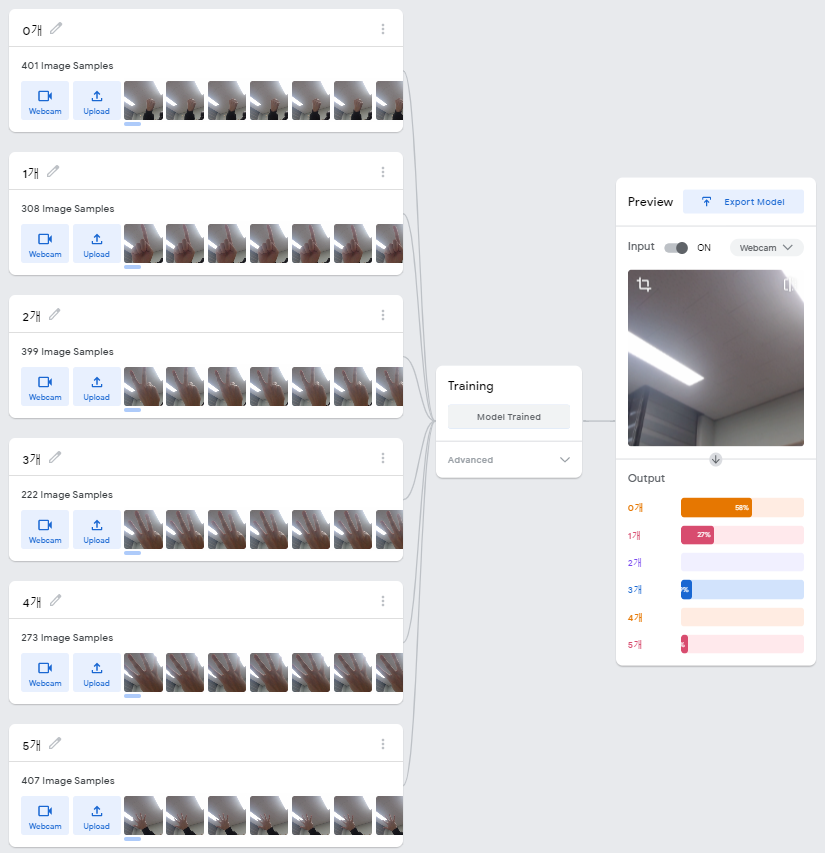 0개
401 Image Samples
Webcam
Upload
1개
308 Image Samples
Webcam
Upload
2개
399 Image Samples
Webcam
Upload
3개
222 Image Samples
Webcam
Upload
4개
273 Image Samples
Webcam
Upload
5개
407 Image Samples
Webcam
Upload
Training
Model Trained
Advanced
Preview
Export Model
Input
ON
Webcam
Output
0개 58%
1개 27%
2개
3개
4개
5개